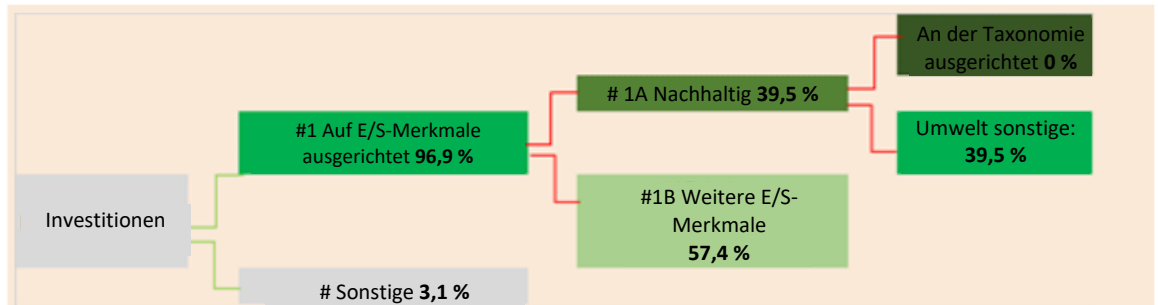 An der Taxonomie
ausgerichtet 0 %
# 1A Nachhaltig 39,5 %
#1 Auf E/S-Merkmale
ausgerichtet 96,9 %
Umwelt sonstige:
39,5 %
Investitionen
#1B Weitere E/S-
Merkmale
57,4 %
# Sonstige 3,1 %